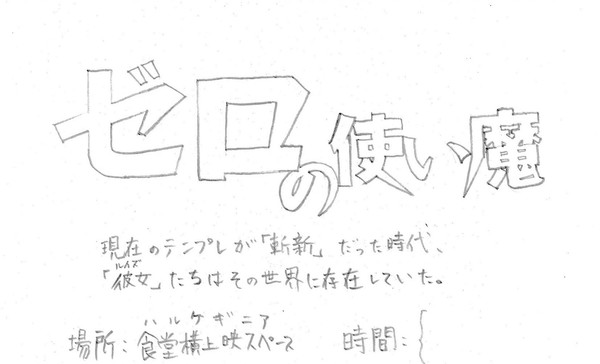 ゼロの使い魔
現在のテンプレが「斬新」だった時代、
「彼女」たちはその世界に存在していた。
ルイズ
ハルケギニア
場所：食堂横上映スペース　時間：{